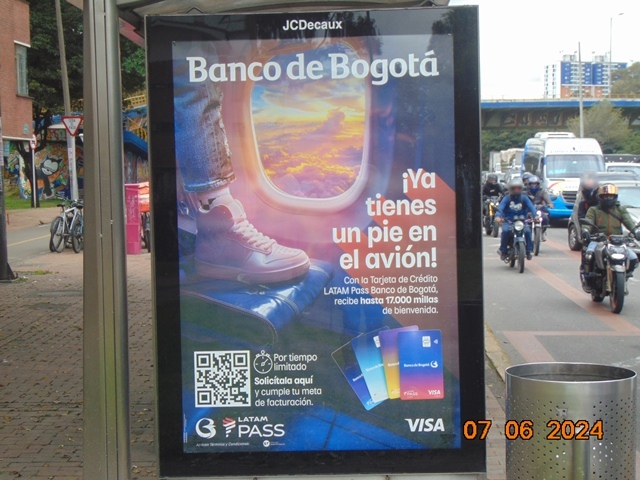 JCDecaux
Banco de Bogotá
¡Ya
tienes
un pie en
el avión!
Con la Tarjeta de Crédito
LATAM Pass Banco de Bogotá,
recibe hasta 17.000 millas
de bienvenida.
Por tiempo
limitado
Solicítala aquí
y cumple tu meta
de facturación.
LATAM
PASS
VISA
VISA
07 06 2024